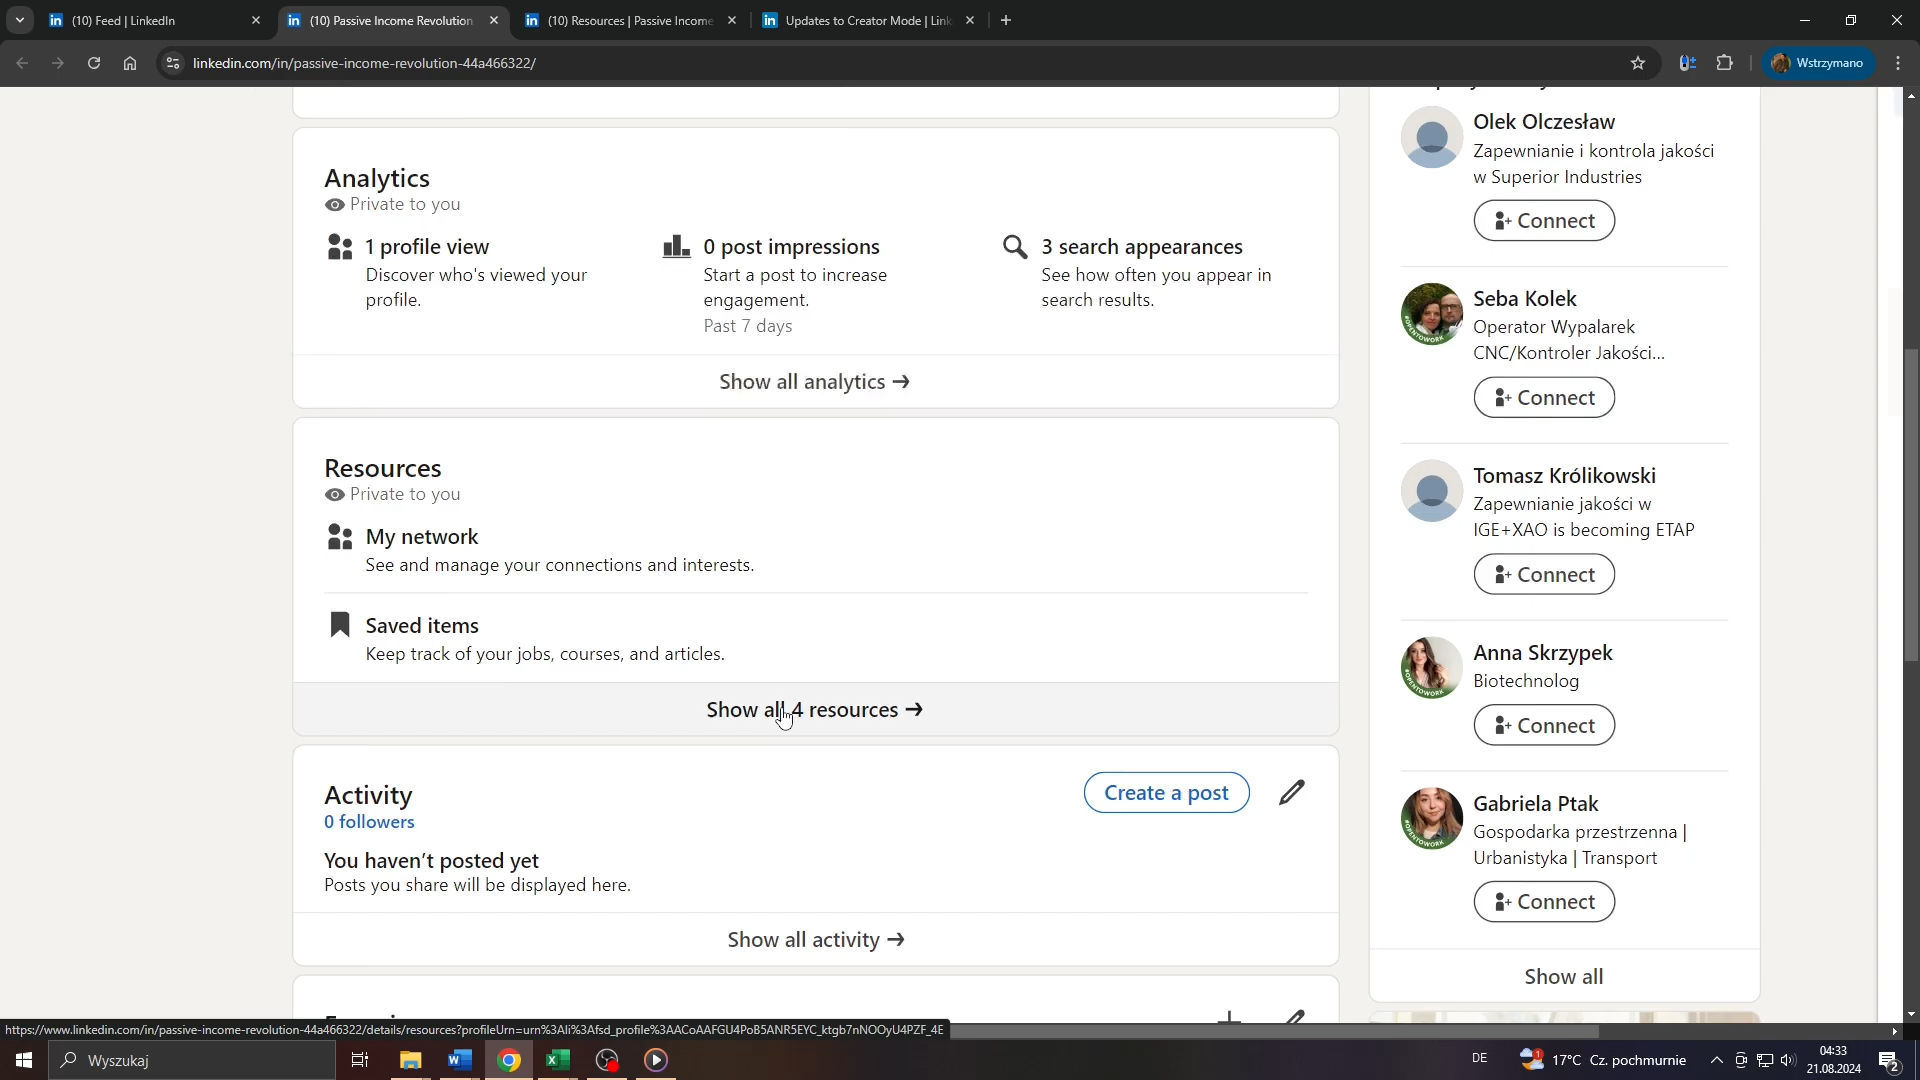 (10) Feed | LinkedIn
(10) Passive Income Revolution
(10) Resources | Passive Income
Updates to Creator Mode | Link
linkedin.com/in/passive-income-revolution-44a466322/
Wstrzymano
Analytics
Private to you
1 profile view
Discover who's viewed your
profile.
0 post impressions
Start a post to increase
engagement.
Past 7 days
3 search appearances
See how often you appear in
search results.
Show all analytics →
Resources
Private to you
My network
See and manage your connections and interests.
Saved items
Keep track of your jobs, courses, and articles.
Show all 4 resources →
Activity
0 followers
Create a post
You haven't posted yet
Posts you share will be displayed here.
Show all activity →
Olek Olczesław
Zapewnianie i kontrola jakości
w Superior Industries
Connect
Seba Kolek
Operator Wypalarek
CNC/Kontroler Jakości...
Connect
Tomasz Królikowski
Zapewnianie jakości w
IGE+XAO is becoming ETAP
Connect
Anna Skrzypek
Biotechnolog
Connect
Gabriela Ptak
Gospodarka przestrzenna |
Urbanistyka | Transport
Connect
Show all
https://www.linkedin.com/in/passive-income-revolution-44a466322/details/resources?profileUrn=urn%3Ali%3Afsd_profile%3AACoAAFGU4PoB5ANR5EYC_ktgb7nNOOyU4PZF_4E
Wyszukaj
DE
17°C Cz. pochmurnie
04:33
21.08.2024
2